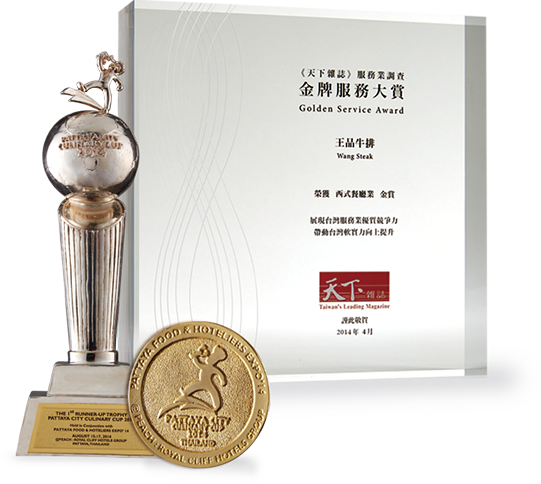 《天下雜誌》服務業調查
金牌服務大賞
Golden Service Award
王品牛排
Wang Steak
榮獲 西式餐廳業 金賞
展現台灣服務業優質競爭力
帶動台灣軟實力向上提升
天下雜誌
Taiwan's Leading Magazine
謹此敬賀
2014 年 4月
PATTAYA CITY
CULINARY CUP
2014
THE 1ST RUNNER-UP TROPHY
PATTAYA CITY CULINARY CUP
Held in Conjunction with
PATTAYA FOOD & HOTELIERS EXPO' 14
AUGUST 15-17, 2014
@PEACH - ROYAL CLIFF HOTELS GROUP
PATTAYA, THAILAND
PATTAYA FOOD & HOTELIERS EXPO'14
PATTAYA CITY
CULINARY CUP
2014
THAILAND
@PEACH - ROYAL CLIFF HOTELS GROUP